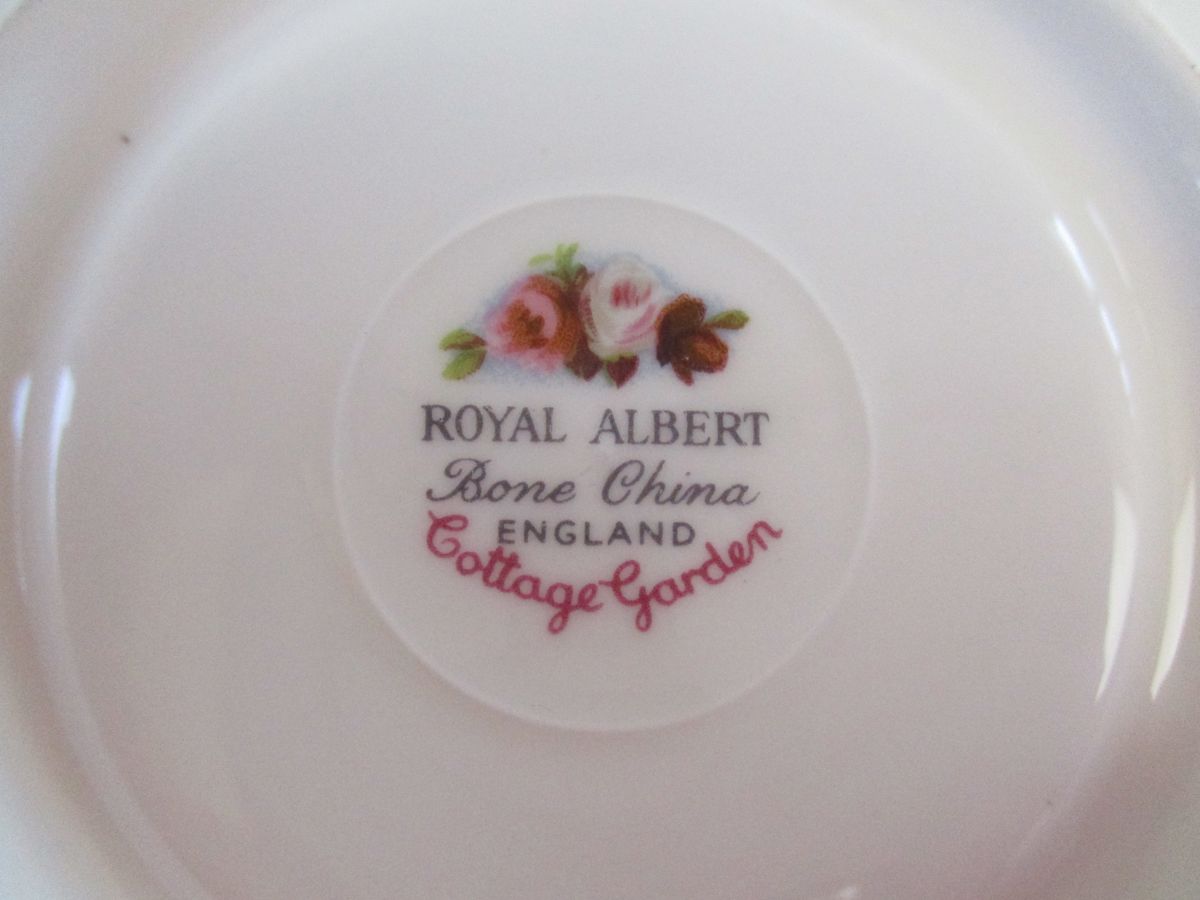 ROYAL ALBERT
Bone China
ENGLAND
Cottage Garden